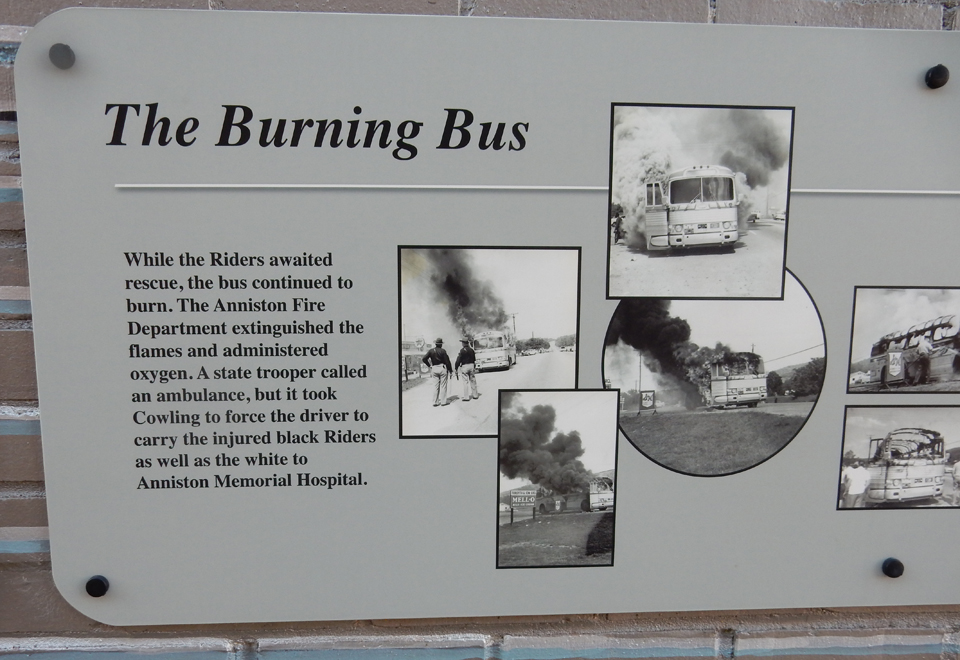 The Burning Bus
While the Riders awaited
rescue, the bus continued to
burn. The Anniston Fire
Department extinguished the
flames and administered
oxygen. A state trooper called
an ambulance, but it took
Cowling to force the driver to
carry the injured black Riders
as well as the white to
Anniston Memorial Hospital.
MELL-O